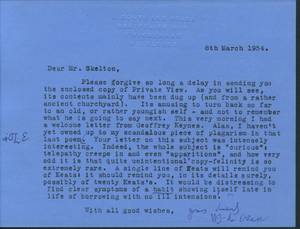 8th March 1954.
Dear Mr. Skelton,
Please forgive so long a delay in sending you
the enclosed copy of Private View. As you will see,
its contents mainly have been dug up (and from a rather
ancient churchyard). Its amusing to turn back so far
to an old, or rather youngish self - and not to remember
what he is going to say next. This very morning I had
a welcome letter from Geoffrey Keynes. Alas, I haven't
yet owned up to my scandalous piece of plagiarism in that
past poem. Your letter on this subject was intensely
interesting. Indeed, the whole subject is "curious":
telepathy creeps in and even "apparitions", and how very
odd it is that quite unintentional copy-felinity is so
extremely rare. A single line of Keats will remind you
of Keats: it should remind you, in its details surely,
possibly of twenty Keats's. It would be distressing
to find clear symptoms of a habit showing itself late in
life of borrowing with no ill intensions.
With all good wishes,